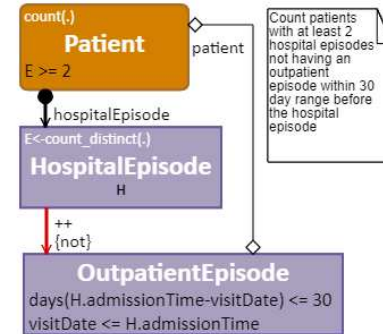 count(.)
Patient
E >= 2
patient
hospitalEpisode
E<-count_distinct(.)
HospitalEpisode
H
++
{not}
OutpatientEpisode
days(H.admissionTime-visitDate) <= 30
visitDate <= H.admissionTime
Count patients
with at least 2
hospital episodes
not having an
outpatient
episode within 30
day range before
the hospital
episode